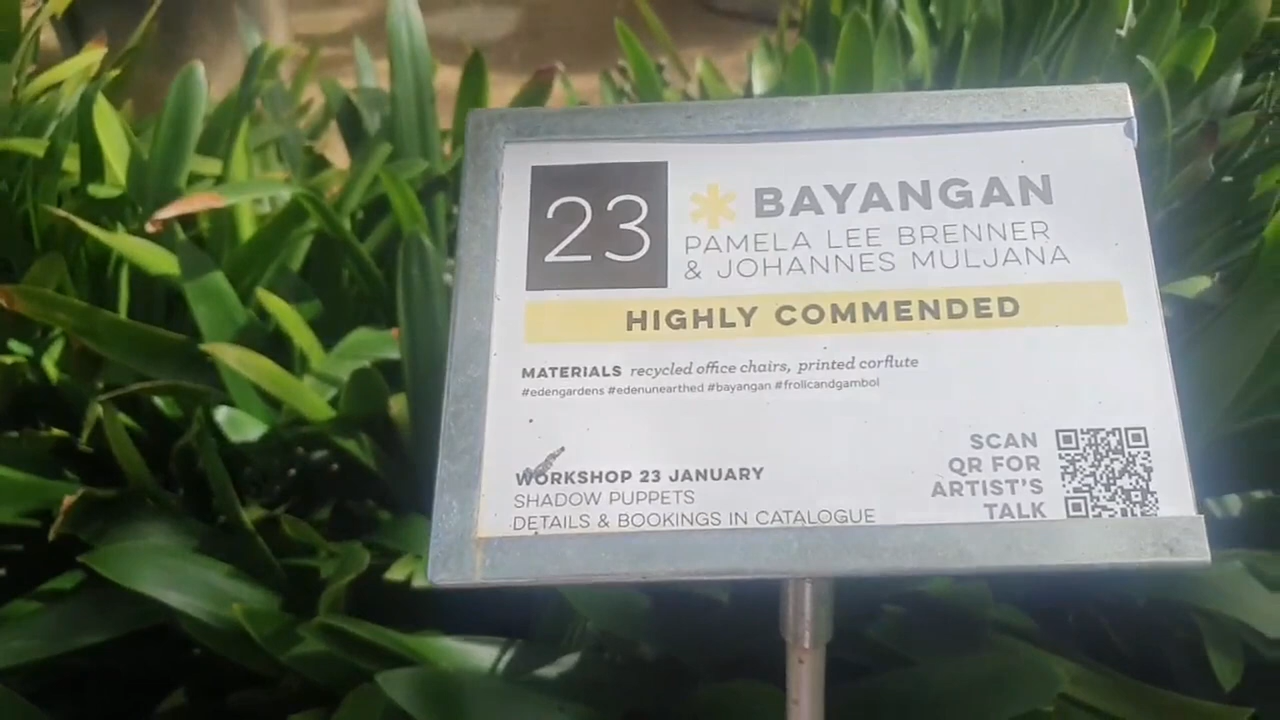 23
* BAYANGAN
PAMELA LEE BRENNER
& JOHANNES MULJANA
HIGHLY COMMENDED
MATERIALS recycled office chairs, printed corflute
#edengardens #edenunearthed #bayangan #frolicandgambol
WORKSHOP 23 JANUARY
SHADOW PUPPETS
DETAILS & BOOKINGS IN CATALOGUE
SCAN
QR FOR
ARTIST'S
TALK